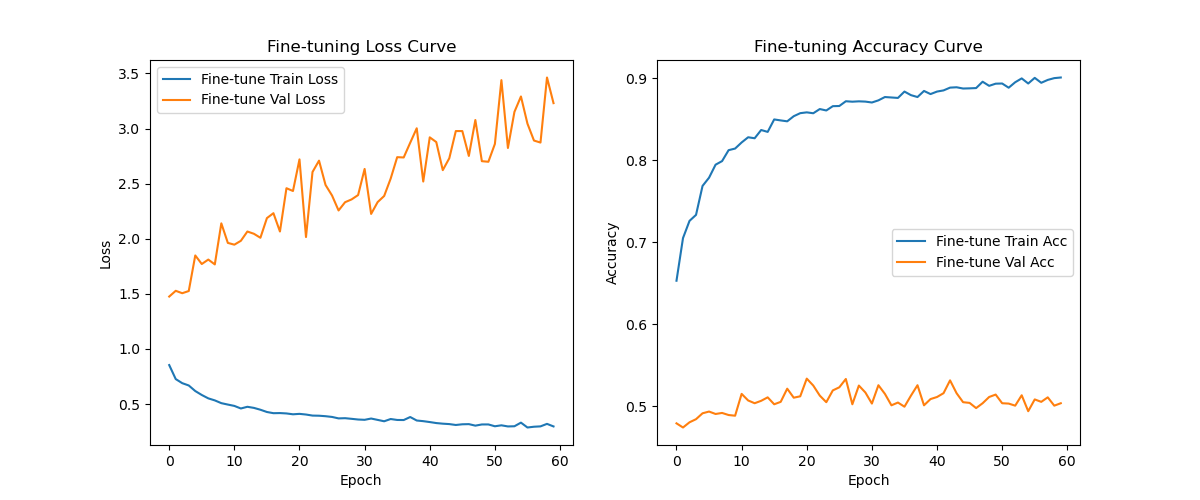 Fine-tuning Loss Curve
Fine-tune Train Loss
Fine-tune Val Loss
3.5
3.0
2.5
2.0
1.5
1.0
0.5
Loss
0 10 20 30 40 50 60
Epoch
Fine-tuning Accuracy Curve
0.9
0.8
0.7
0.6
0.5
Accuracy
Fine-tune Train Acc
Fine-tune Val Acc
0 10 20 30 40 50 60
Epoch